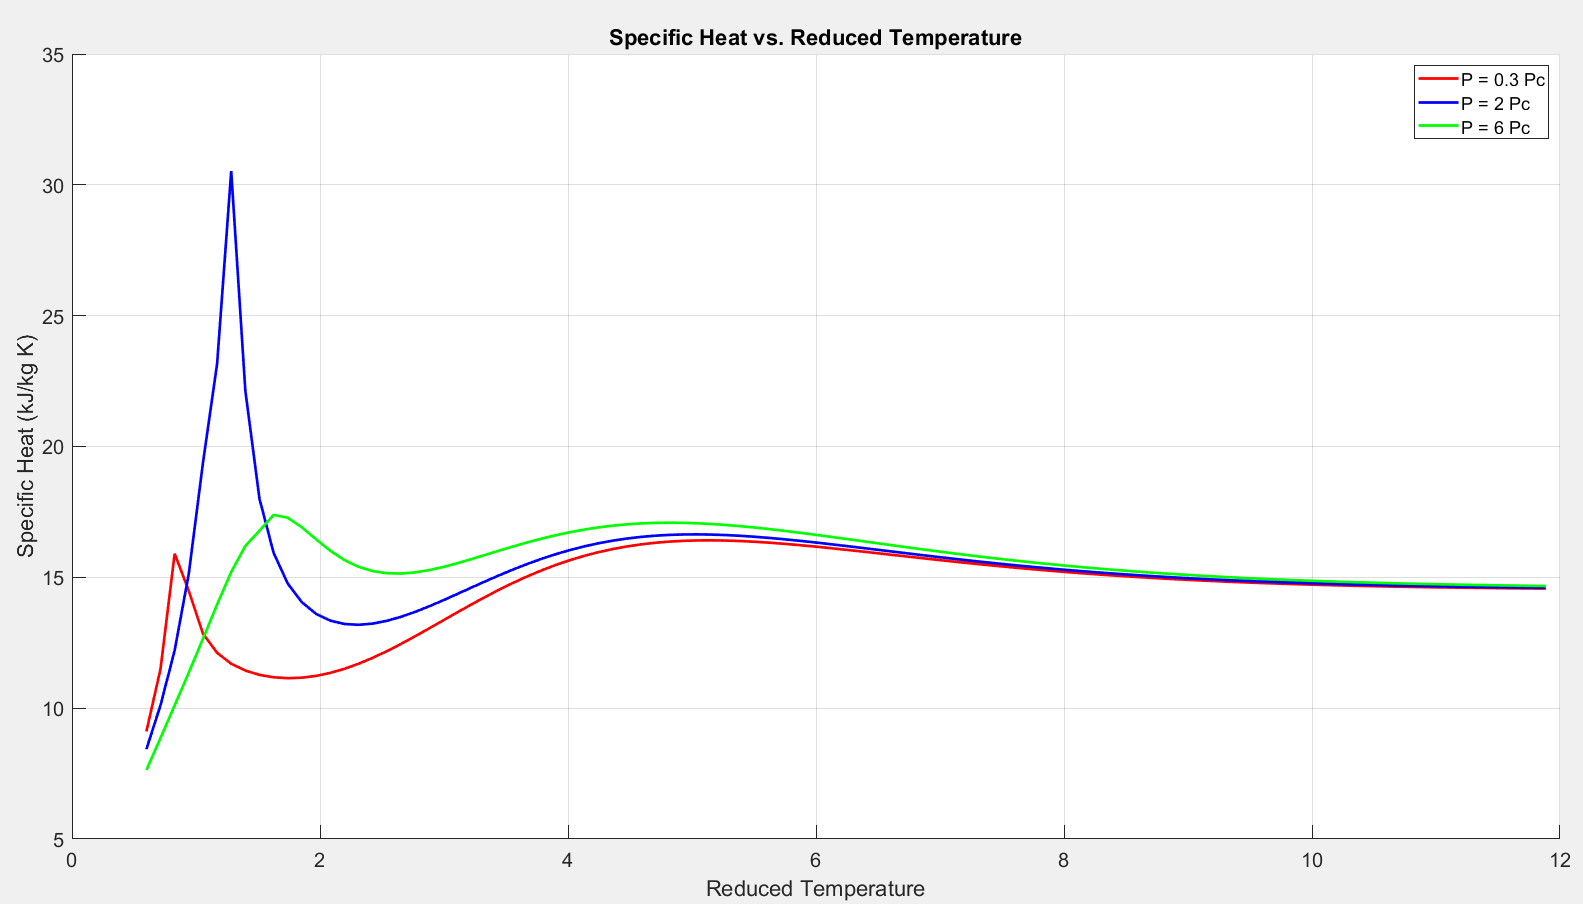 Specific Heat vs. Reduced Temperature
35
30
25
20
15
10
5
Specific Heat (kJ/kg K)
P = 0.3 Pc
P = 2 Pc
P = 6 Pc
0 2 4 6 8 10 12
Reduced Temperature